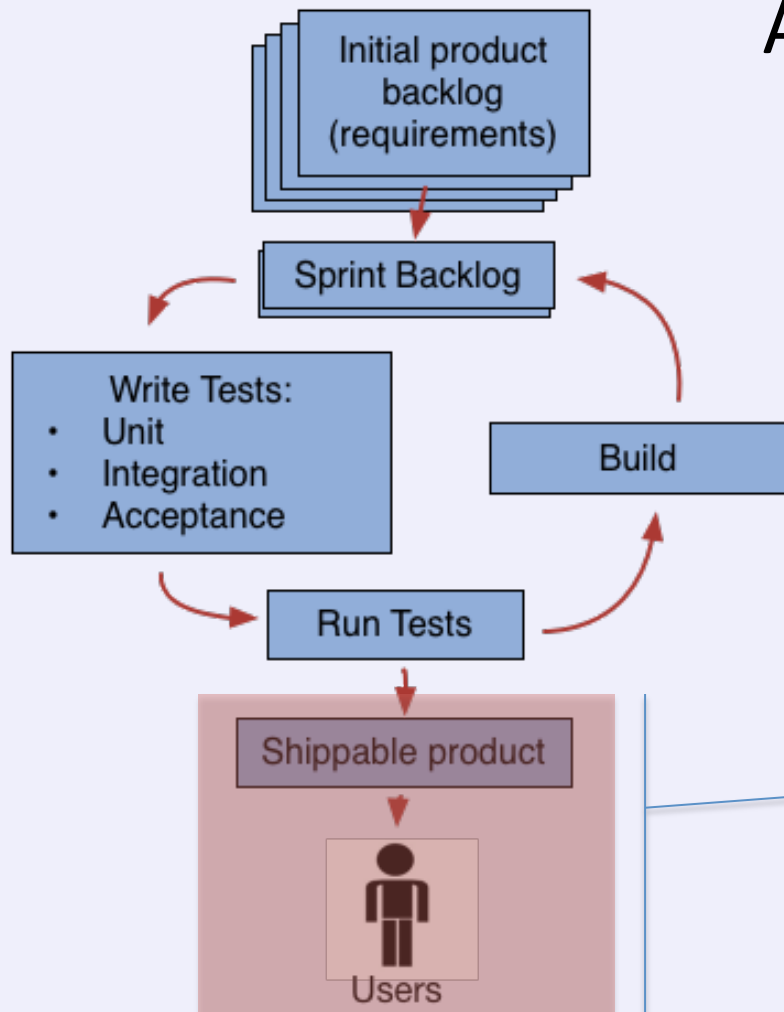 A
Initial product
backlog
(requirements)
Sprint Backlog
Write Tests:
• Unit
• Integration
• Acceptance
Build
Run Tests
Shippable product
Users